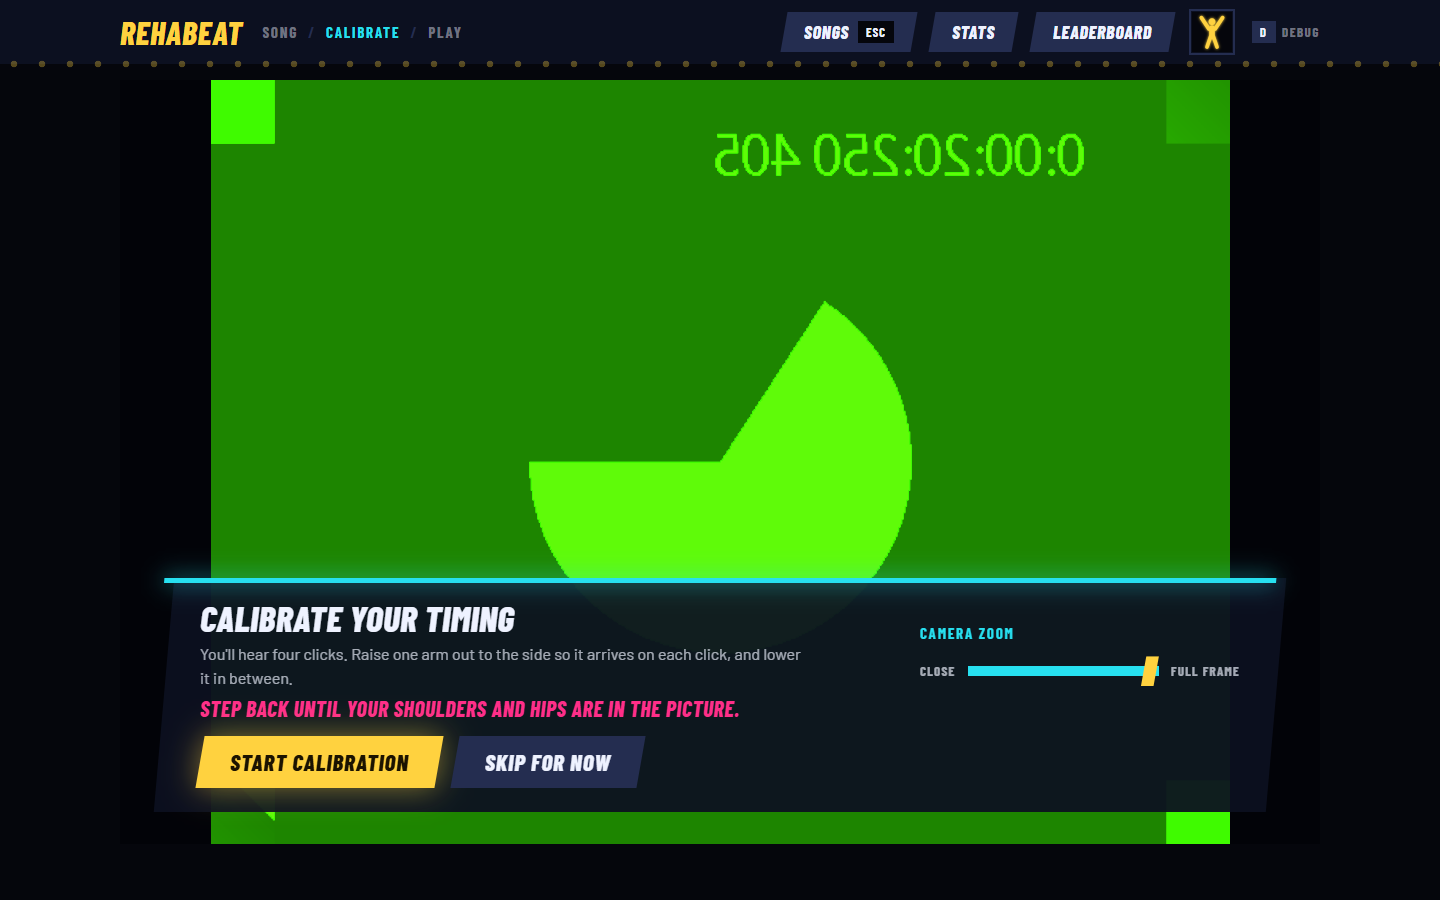 REHABEAT SONG / CALIBRATE / PLAY SONGS ESC STATS LEADERBOARD D DEBUG
0:00:20:250 405
CALIBRATE YOUR TIMING
You'll hear four clicks. Raise one arm out to the side so it arrives on each click, and lower
it in between.
STEP BACK UNTIL YOUR SHOULDERS AND HIPS ARE IN THE PICTURE.
START CALIBRATION SKIP FOR NOW
CAMERA ZOOM
CLOSE FULL FRAME